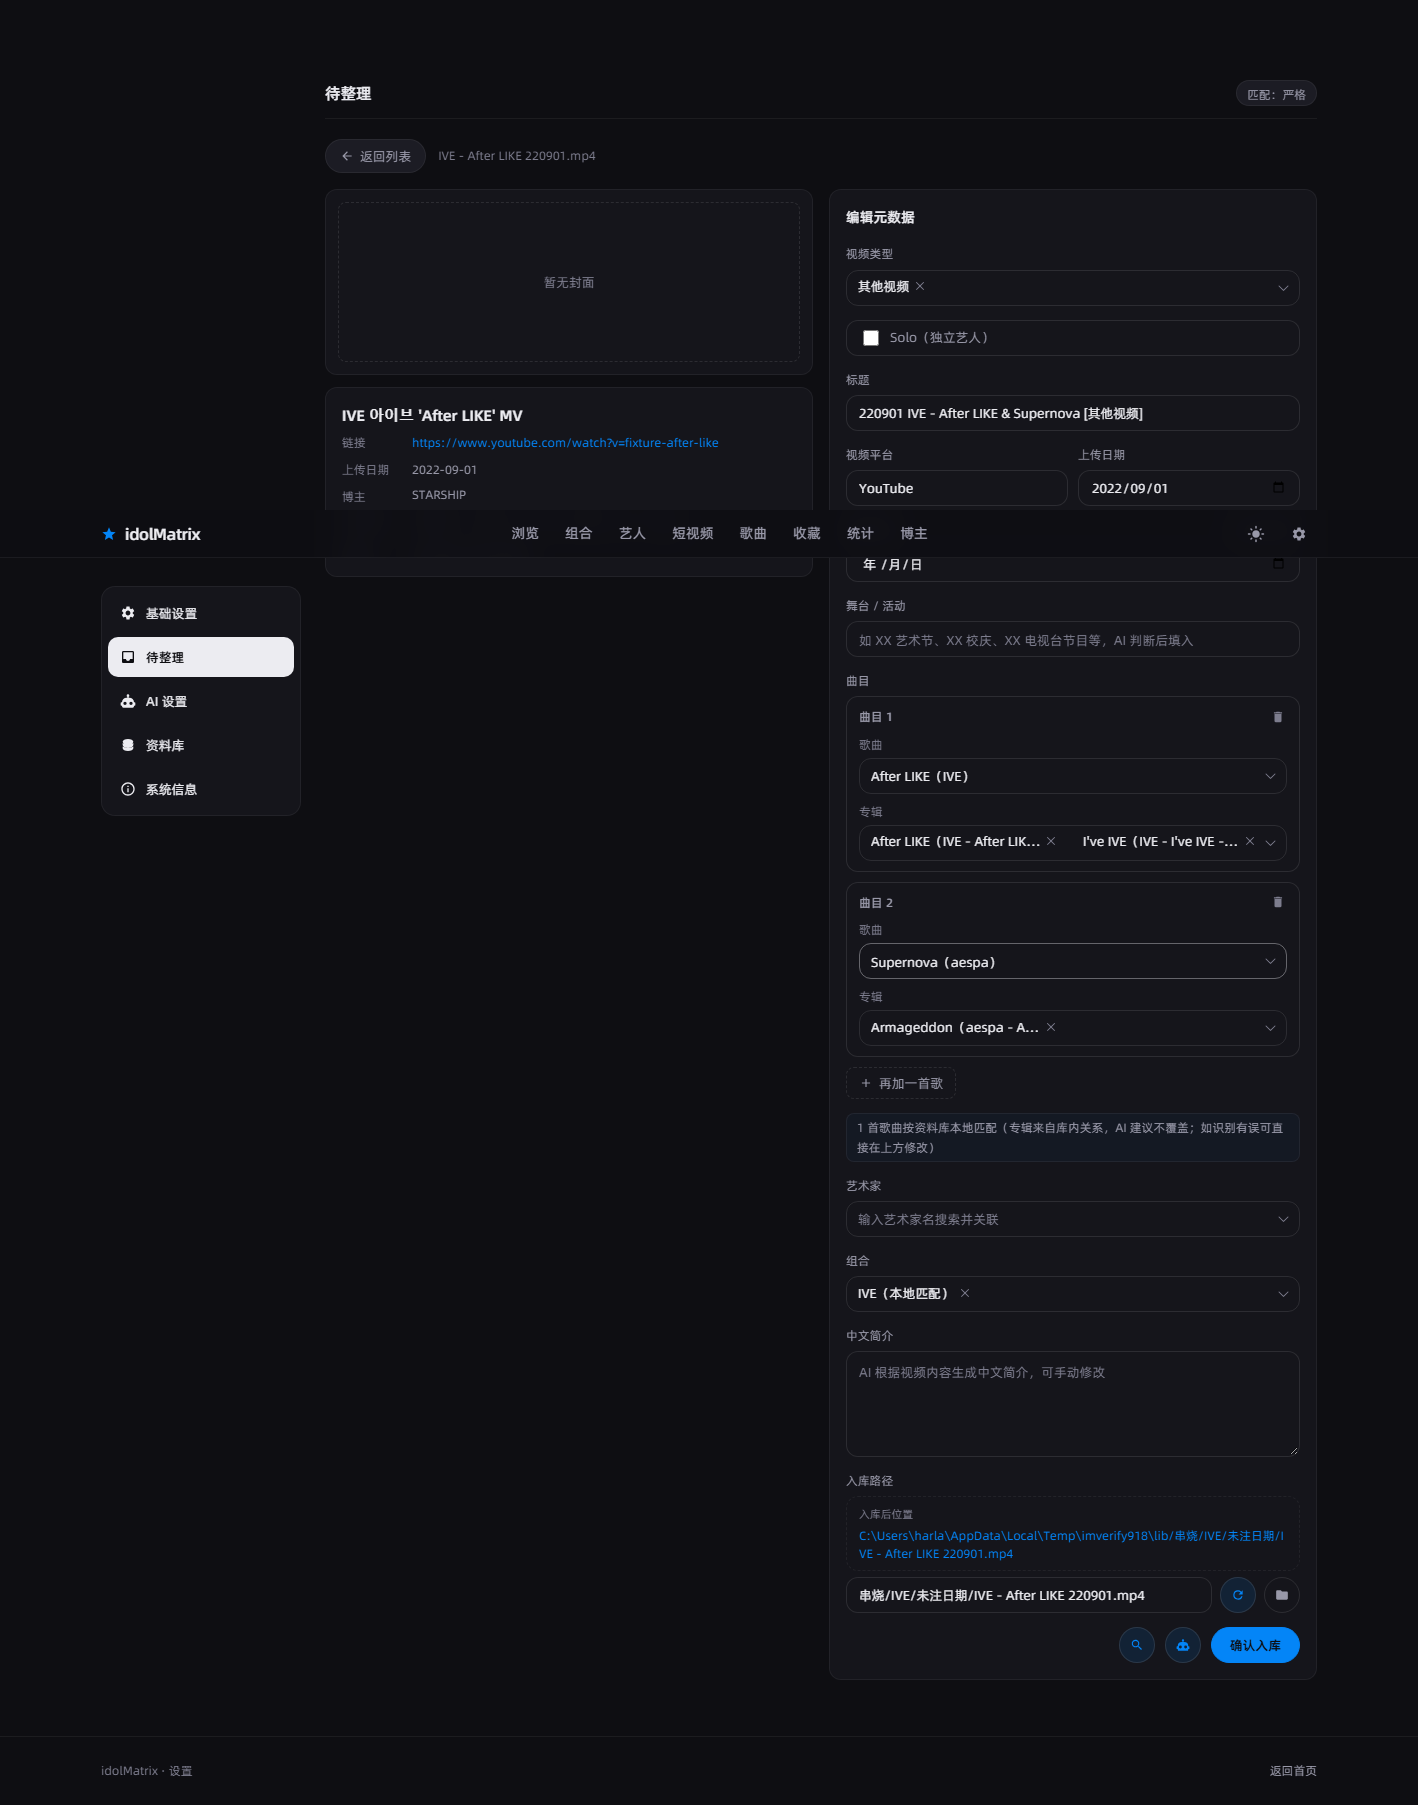 待整理
匹配：严格
返回列表
IVE - After LIKE 220901.mp4
暂无封面
IVE 아이브 'After LIKE' MV
链接
https://www.youtube.com/watch?v=fixture-after-like
上传日期
2022-09-01
博主
STARSHIP
编辑元数据
视频类型
其他视频
Solo（独立艺人）
标题
220901 IVE - After LIKE & Supernova [其他视频]
视频平台
上传日期
YouTube
2022/09/01
idolMatrix
浏览
组合
艺人
短视频
歌曲
收藏
统计
博主
年 /月/日
基础设置
待整理
AI 设置
资料库
系统信息
舞台 / 活动
如 XX 艺术节、XX 校庆、XX 电视台节目等，AI 判断后填入
曲目
曲目 1
歌曲
After LIKE（IVE）
专辑
After LIKE（IVE - After LIK...
I've IVE（IVE - I've IVE -...
曲目 2
歌曲
Supernova（aespa）
专辑
Armageddon（aespa - A...
再加一首歌
1 首歌曲按资料库本地匹配（专辑来自库内关系，AI 建议不覆盖；如识别有误可直
接在上方修改）
艺术家
输入艺术家名搜索并关联
组合
IVE（本地匹配）
中文简介
AI 根据视频内容生成中文简介，可手动修改
入库路径
入库后位置
C:\Users\harla\AppData\Local\Temp\imverify918\lib/串烧/IVE/未注日期/I
VE - After LIKE 220901.mp4
串烧/IVE/未注日期/IVE - After LIKE 220901.mp4
确认入库
idolMatrix · 设置
返回首页